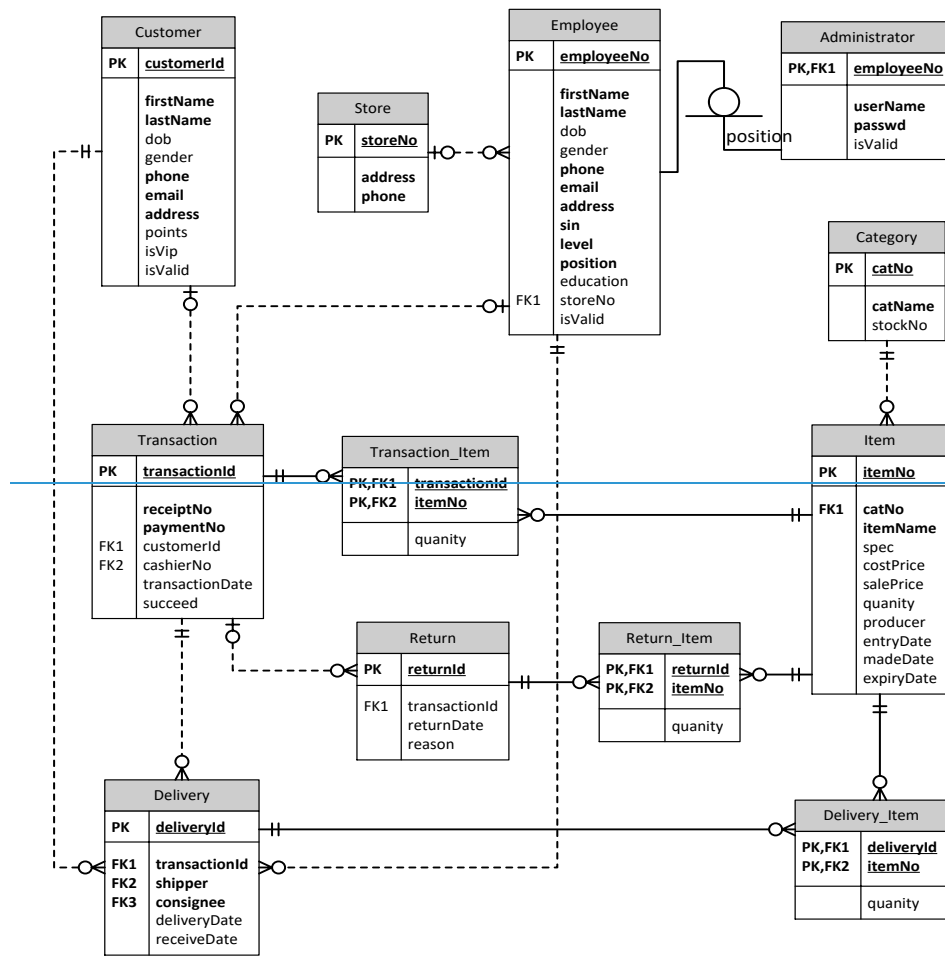 Customer
PK customerId
firstName
lastName
dob
gender
phone
email
address
points
isVip
isValid
Store
PK storeNo
address
phone
Employee
PK employeeNo
firstName
lastName
dob
gender
phone
email
address
sin
level
position
education
FK1 storeNo
isValid
position
Administrator
PK,FK1 employeeNo
userName
passwd
isValid
Category
PK catNo
catName
stockNo
Transaction
PK transactionId
receiptNo
paymentNo
FK1 customerId
FK2 cashierNo
transactionDate
succeed
Transaction_Item
PK,FK1 transactionId
PK,FK2 itemNo
quanity
Item
PK itemNo
FK1 catNo
itemName
spec
costPrice
salePrice
quanity
producer
entryDate
madeDate
expiryDate
Return
PK returnId
FK1 transactionId
returnDate
reason
Return_Item
PK,FK1 returnId
PK,FK2 itemNo
quanity
Delivery
PK deliveryId
FK1 transactionId
FK2 shipper
FK3 consignee
deliveryDate
receiveDate
Delivery_Item
PK,FK1 deliveryId
PK,FK2 itemNo
quanity